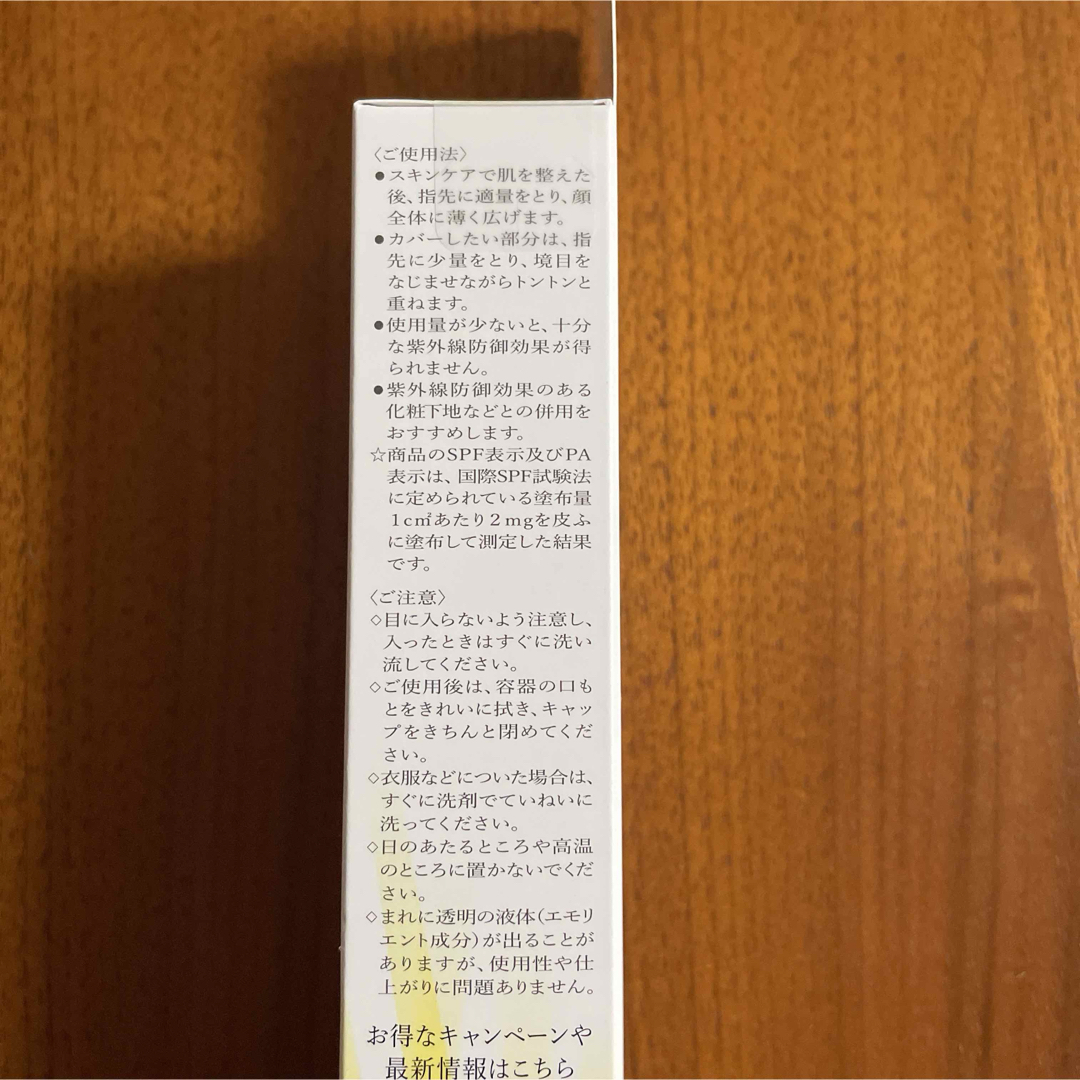 〈ご使用法〉
●スキンケアで肌を整えた
後、指先に適量をとり、顔
全体に薄く広げます。
●カバーしたい部分は、指
先に少量をとり、境目を
なじませながらトントンと
重ねます。
●使用量が少ないと、十分
な紫外線防御効果が得
られません。
●紫外線防御効果のある
化粧下地などとの併用を
おすすめします。
☆商品のSPF表示及びPA
表示は、国際SPF試験法
に定められている塗布量
1c㎡あたり2mgを皮ふ
に塗布して測定した結果
です。
〈ご注意〉
◇目に入らないよう注意し、
入ったときはすぐに洗い
流してください。
◇ご使用後は、容器の口も
とをきれいに拭き、キャッ
プをきちんと閉めてくだ
さい。
◇衣服などについた場合は、
すぐに洗剤でていねいに
洗ってください。
◇日のあたるところや高温
のところに置かないでくだ
さい。
◇まれに透明の液体(エモリ
エント成分)が出ることが
ありますが、使用性や仕
上がりに問題ありません。
お得なキャンペーンや
最新情報はこちら